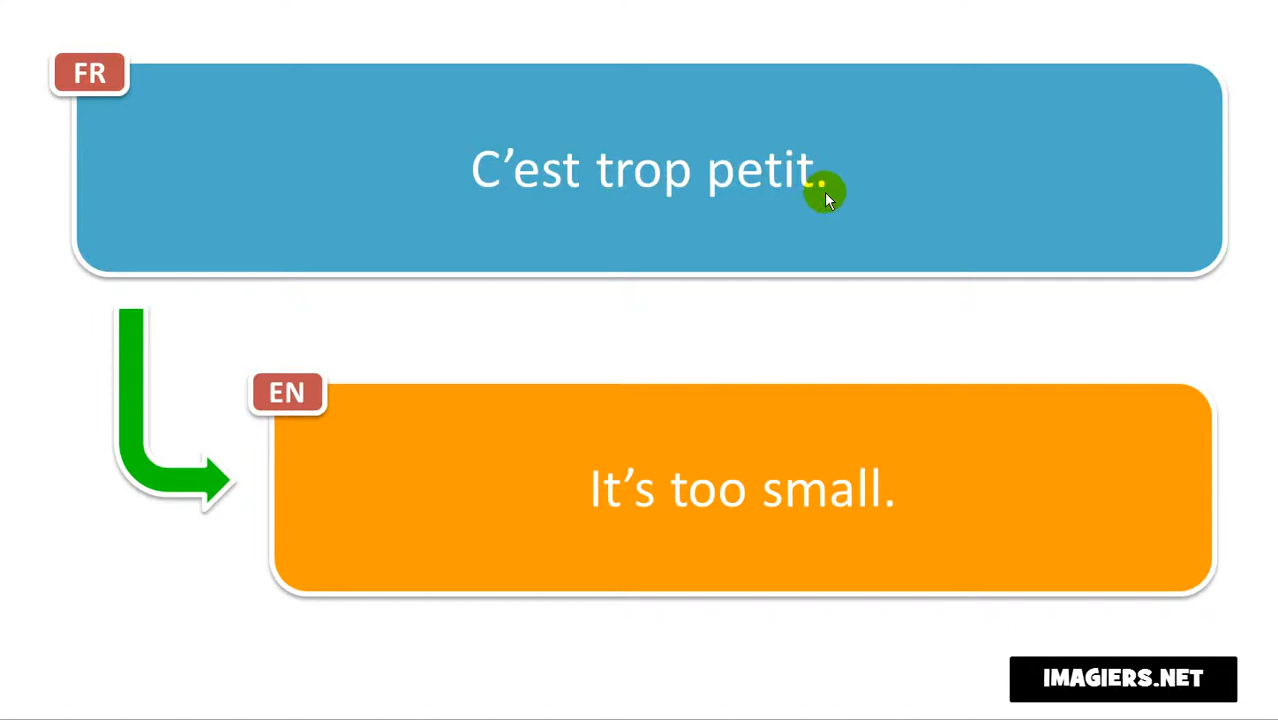 FR
C’est trop petit.
EN
It’s too small.
IMAGIERS.NET